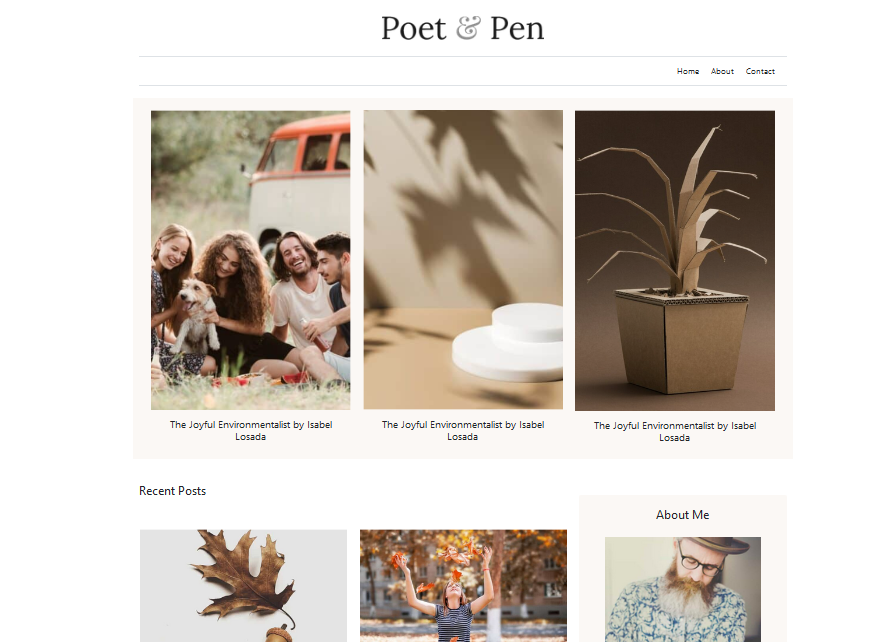 Poet & Pen
Home About Contact
The Joyful Environmentalist by Isabel
Losada
The Joyful Environmentalist by Isabel
Losada
The Joyful Environmentalist by Isabel
Losada
Recent Posts
About Me